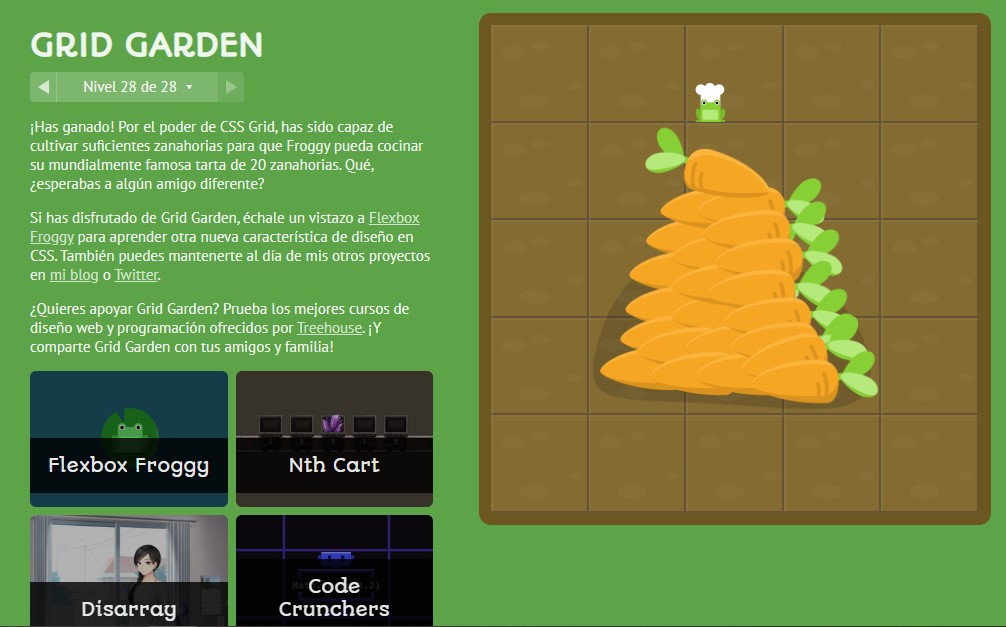 GRID GARDEN
Nivel 28 de 28
¡Has ganado! Por el poder de CSS Grid, has sido capaz de
cultivar suficientes zanahorias para que Froggy pueda cocinar
su mundialmente famosa tarta de 20 zanahorias. Qué,
¿esperabas a algún amigo diferente?
Si has disfrutado de Grid Garden, échale un vistazo a Flexbox
Froggy para aprender otra nueva característica de diseño en
CSS. También puedes mantenerte al día de mis otros proyectos
en mi blog o Twitter.
¿Quieres apoyar Grid Garden? Prueba los mejores cursos de
diseño web y programación ofrecidos por Treehouse. ¡Y
comparte Grid Garden con tus amigos y familia!
Flexbox Froggy
Nth Cart
Disarray
Code
Crunchers